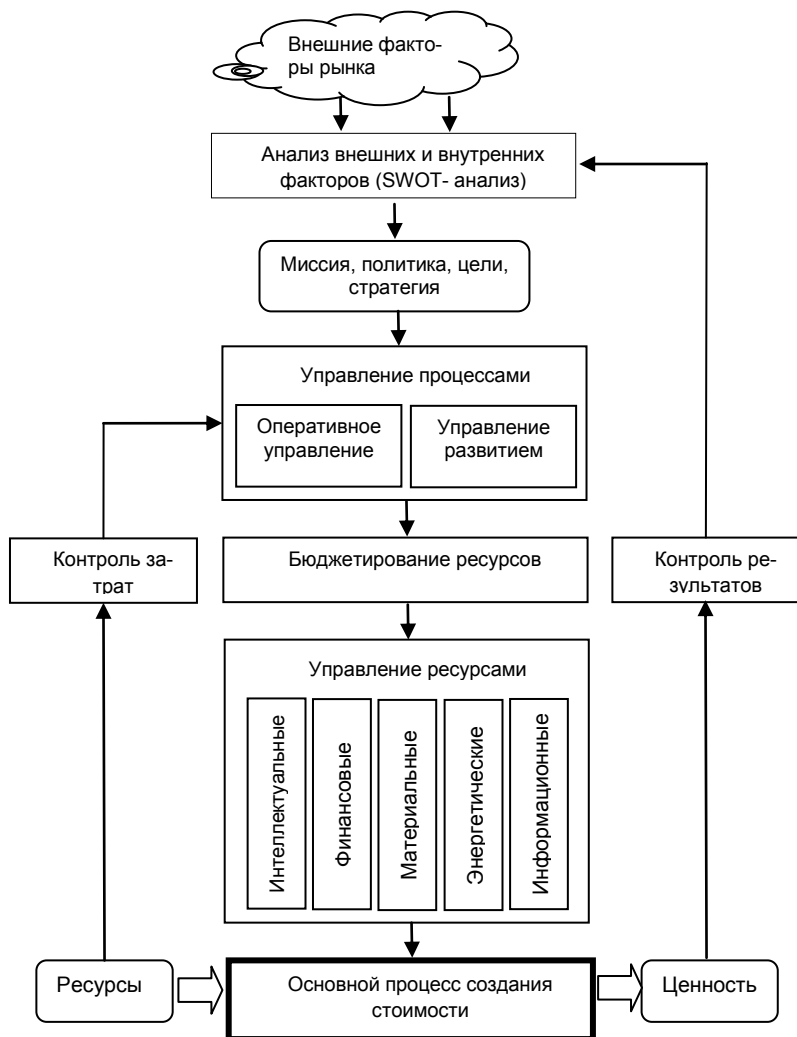 Внешние факто-
ры рынка
Анализ внешних и внутренних
факторов (SWOT- анализ)
Миссия, политика, цели,
стратегия
Управление процессами
Оперативное
управление
Управление
развитием
Контроль за-
трат
Бюджетирование ресурсов
Контроль ре-
зультатов
Управление ресурсами
Интеллектуальные
Финансовые
Материальные
Энергетические
Информационные
Ресурсы
Основной процесс создания
стоимости
Ценность